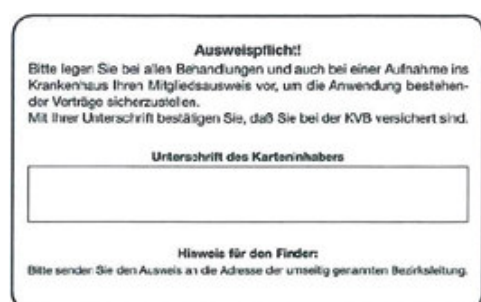 Ausweispflicht!
Bitte legen Sie bei allen Behandlungen und auch bei einer Aufnahme ins
Krankenhaus Ihren Mitgliedsausweis vor, um die Anwendung bestehen-
der Vorträge sicherzustellen.
Mit Ihrer Unterschrift bestätigen Sie, daß Sie bei der KVB versichert sind.
Unterschrift des Karteninhabers
Hinweis für den Finder:
Bitte senden Sie den Ausweis an die Adresse der umseitig genannten Bezirksleitung.